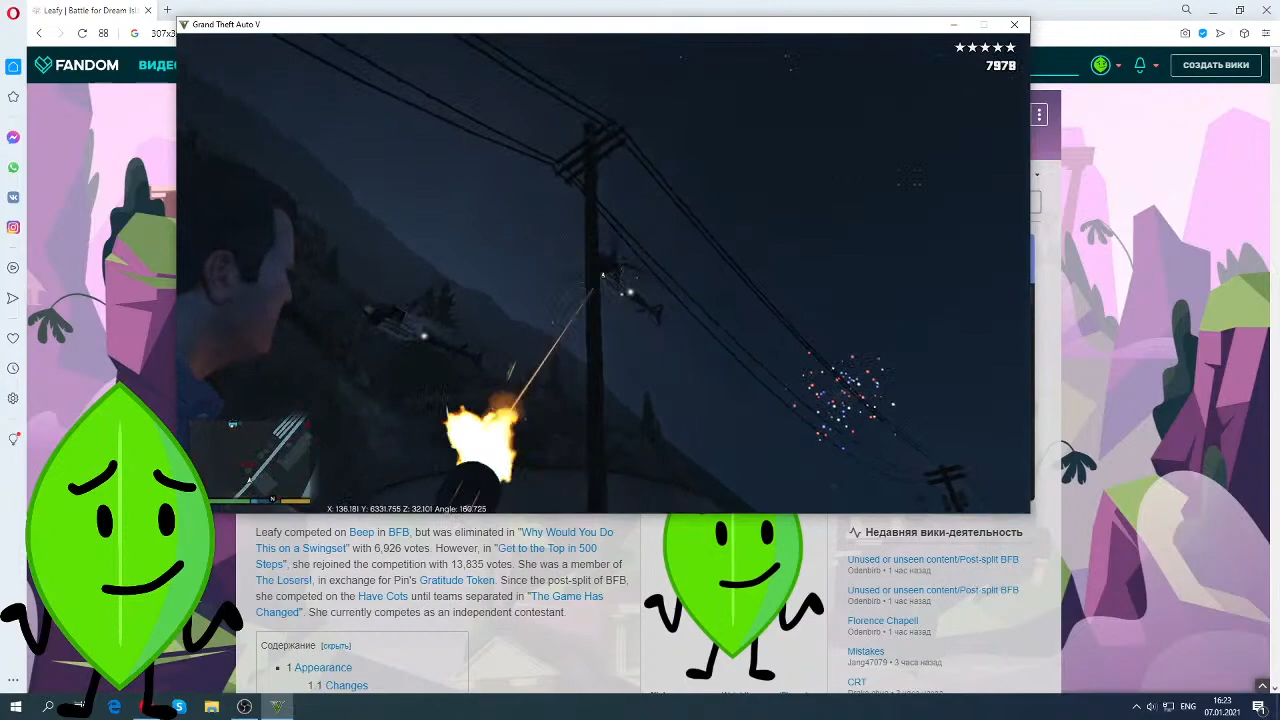 Leafy | Battle for Dream Isl
Grand Theft Auto V
307x3
FANDOM
ВИДЕ
СОЗДАТЬ ВИКИ
7978
X: 136.181 Y: 6331.755 Z: 32.101 Angle: 160.725
N
Leafy competed on Beep in BFB, but was eliminated in "Why Would You Do
This on a Swingset" with 6,926 votes. However, in "Get to the Top in 500
Steps", she rejoined the competition with 13,835 votes. She was a member of
The Losers!, in exchange for Pin's Gratitude Token. Since the post-split of BFB,
she competed on the Have Cots until teams separated in "The Game Has
Changed". She currently competes as an independent contestant.
Содержание [скрыть]
1 Appearance
1.1 Changes
Недавняя вики-деятельность
Unused or unseen content/Post-split BFB
Odenbirb • 1 час назад
Unused or unseen content/Post-split BFB
Odenbirb • 1 час назад
Florence Chapell
Odenbirb • 1 час назад
Mistakes
Jang47079 • 3 часа назад
CRT
ENG
16:23
07.01.2021